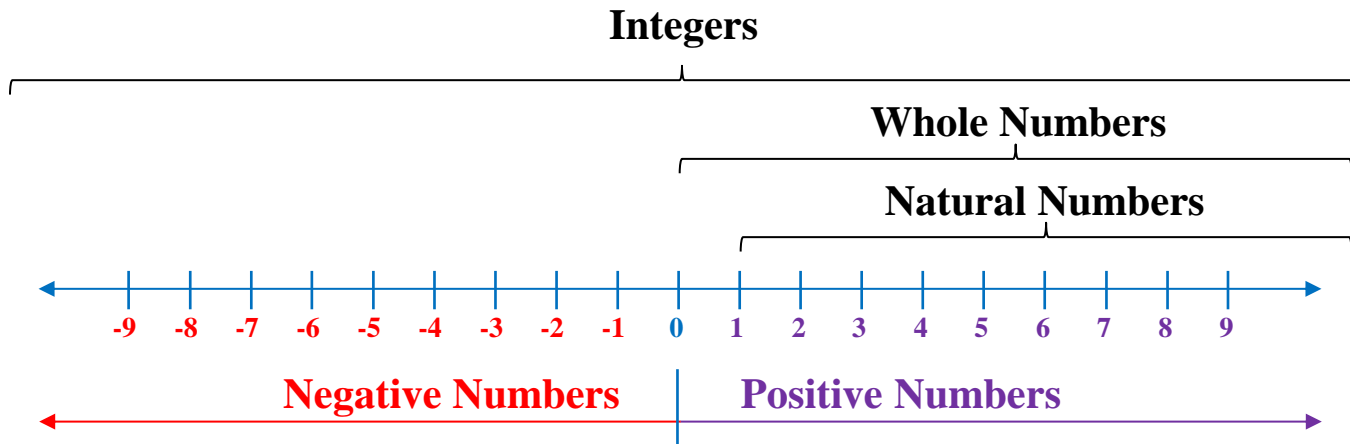 Integers
Whole Numbers
Natural Numbers
-9 -8 -7 -6 -5 -4 -3 -2 -1 0 1 2 3 4 5 6 7 8 9
Negative Numbers Positive Numbers